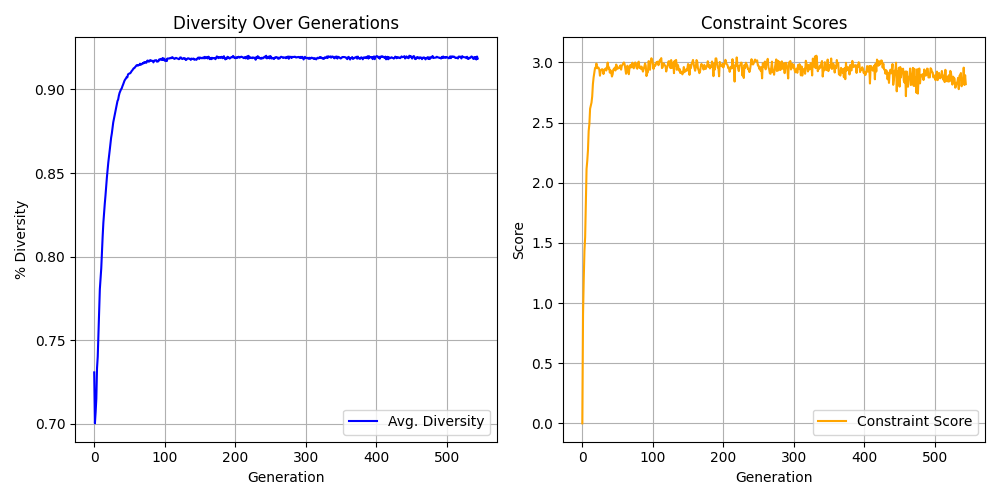 Diversity Over Generations
% Diversity
0.90
0.85
0.80
0.75
0.70
0 100 200 300 400 500
Generation
Avg. Diversity
Constraint Scores
Score
3.0
2.5
2.0
1.5
1.0
0.5
0.0
0 100 200 300 400 500
Generation
Constraint Score